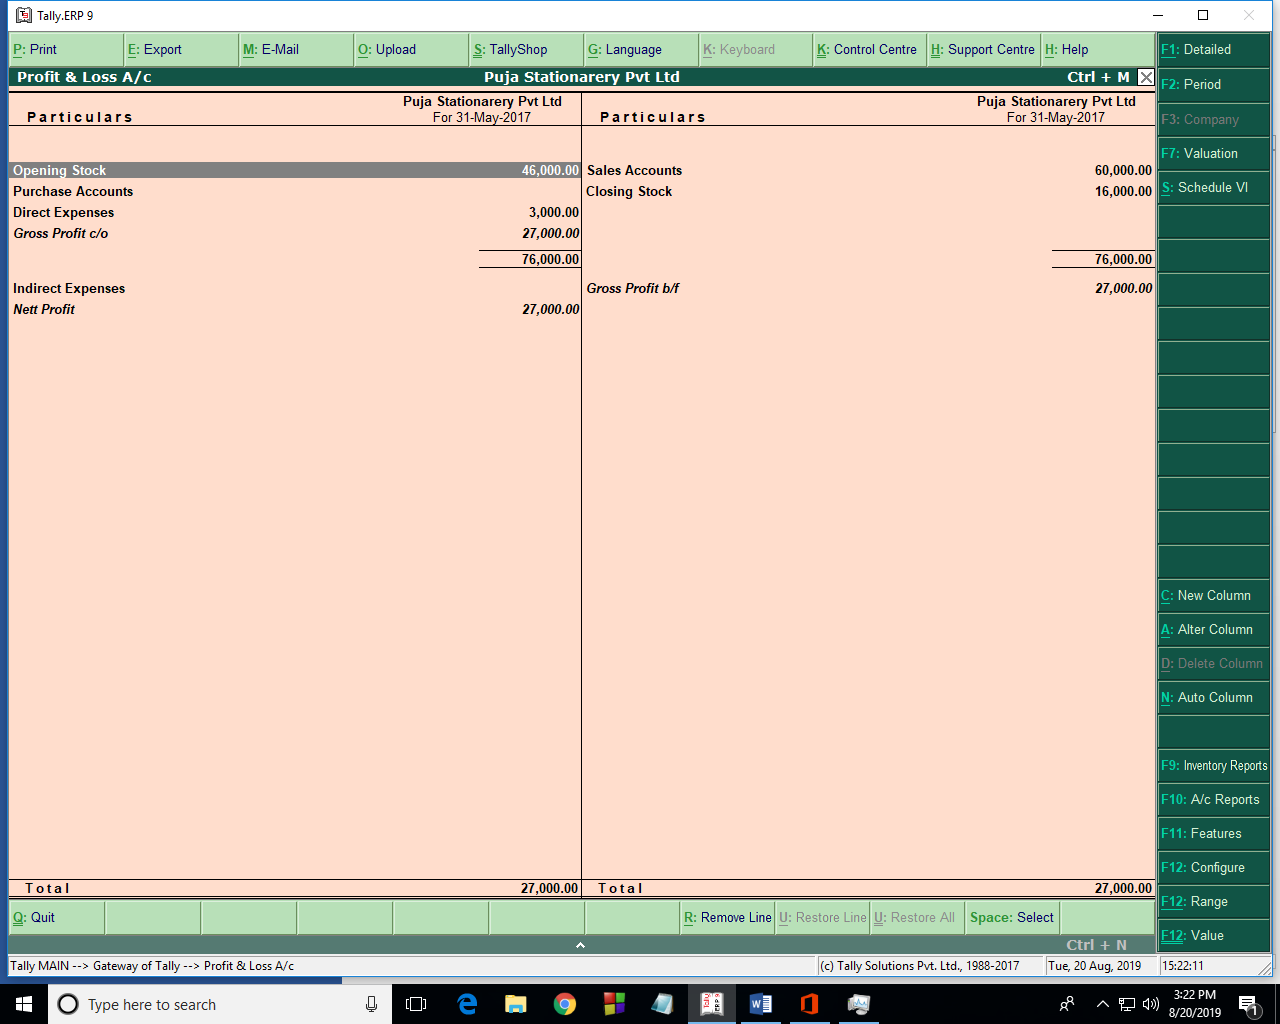 Tally.ERP 9
P: Print E: Export M: E-Mail O: Upload S: TallyShop G: Language K: Keyboard K: Control Centre H: Support Centre H: Help
Profit & Loss A/c Puja Stationarery Pvt Ltd Ctrl + M
Particulars Puja Stationarery Pvt Ltd Particulars Puja Stationarery Pvt Ltd
For 31-May-2017 For 31-May-2017
Opening Stock 46,000.00 Sales Accounts 60,000.00
Purchase Accounts Closing Stock 16,000.00
Direct Expenses 3,000.00
Gross Profit c/o 27,000.00
76,000.00 76,000.00
Indirect Expenses Gross Profit b/f 27,000.00
Nett Profit 27,000.00
Total 27,000.00 Total 27,000.00
F1: Detailed
F2: Period
F3: Company
F7: Valuation
S: Schedule VI
C: New Column
A: Alter Column
D: Delete Column
N: Auto Column
F9: Inventory Reports
F10: A/c Reports
F11: Features
F12: Configure
F12: Range
F12: Value
Q: Quit R: Remove Line U: Restore Line U: Restore All Space: Select
Ctrl + N
Tally MAIN --> Gateway of Tally --> Profit & Loss A/c (c) Tally Solutions Pvt. Ltd., 1988-2017 Tue, 20 Aug, 2019 15:22:11
Type here to search
3:22 PM
8/20/2019
1